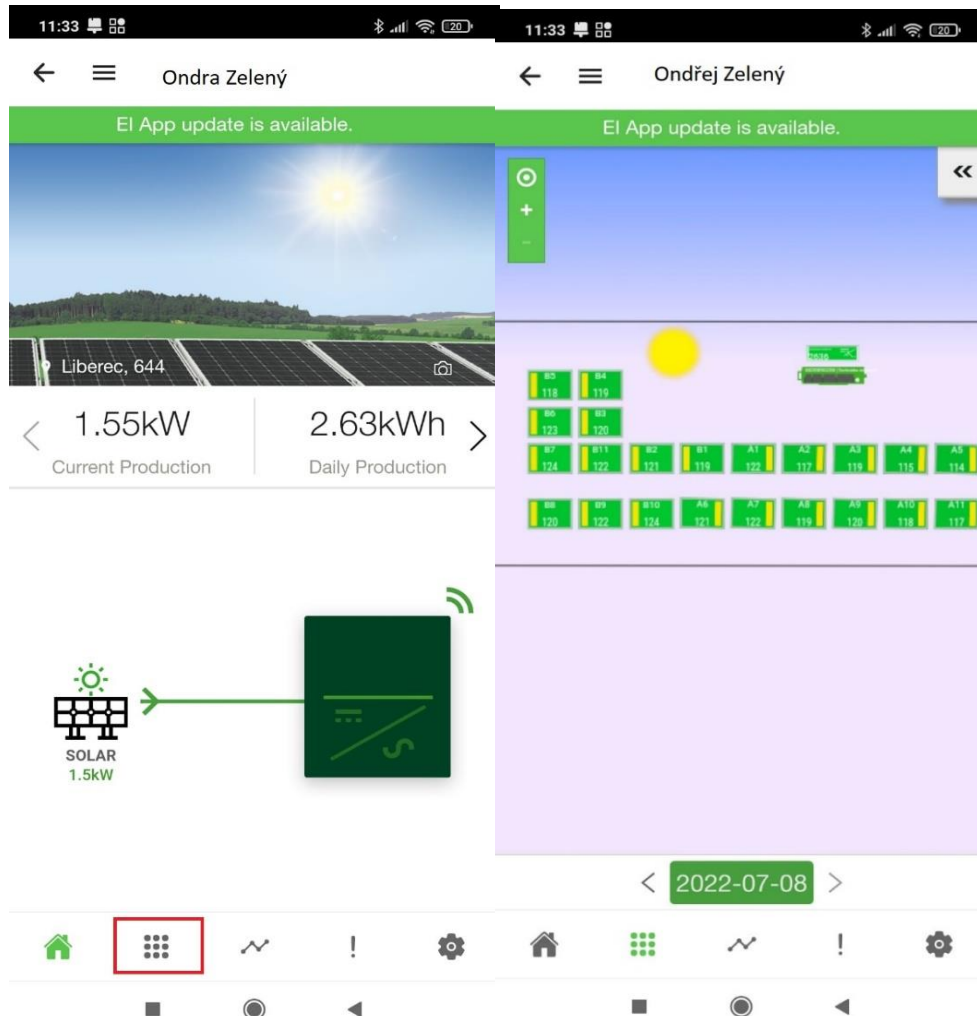 11:33
20
Ondra Zelený
El App update is available.
Liberec, 644
1.55kW
2.63kWh
Current Production
Daily Production
SOLAR
1.5kW
11:33
20
Ondřej Zelený
El App update is available.
2636
B5 B4
118 119
B6 B3
123 120
B7 B11 B2 B1 A1 A2 A3 A4 A5
124 122 121 119 122 117 119 115 114
B8 B9 B10 A6 A7 A8 A9 A10 A11
120 122 124 121 122 119 120 118 117
2022-07-08